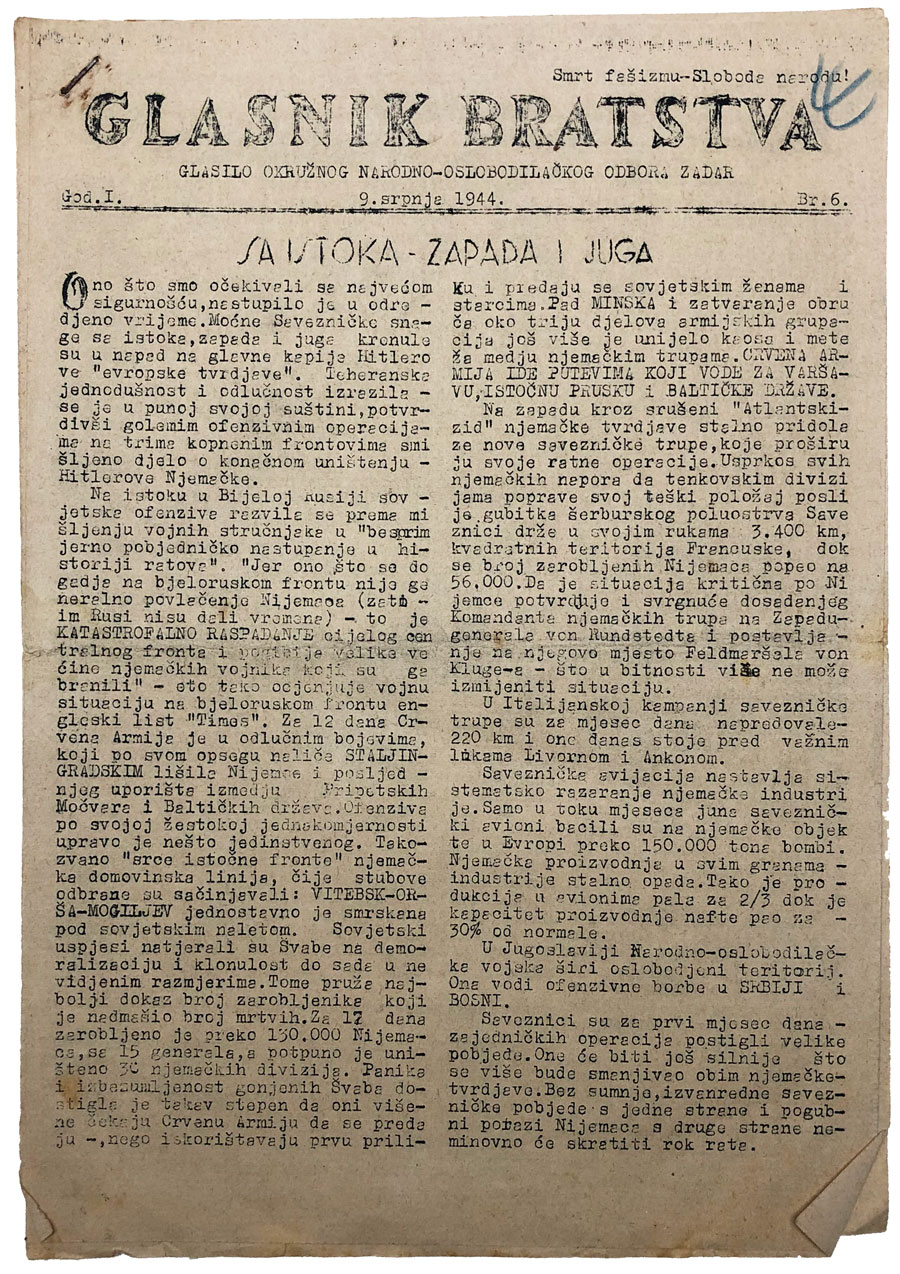 Smrt fašizmu-Sloboda narodu!
GLASNIK BRATSTVA
GLASILO OKRUŽNOG NARODNO-OSLOBODILAČKOG ODBORA ZADAR
God.I. 9.srpnja 1944. Br.6.
SA ISTOKA - ZAPADA I JUGA
Ono što smo očekivali sa najvećom
sigurnošću,nastupilo je u odre -
djeno vrijeme.Moćne Savezničke sna-
ge sa istoka,zapada i juga krenule
su u napad na glavne kapije Hitlero
ve "evropske tvrdjave". Teheranska
jednodušnost i odlučnost izrazila -
se je u punoj svojoj suštini,potvr-
divši golemim ofenzivnim operacija-
ma na trima kopnenim frontovima smi
šljeno djelo o konačnom uništenju -
Hitlerove Njemačke.
Na istoku u Bijeloj Rusiji sov -
jetska ofenziva razvila se prema mi
šljenju vojnih stručnjaka u "besprim
jerno pobjedničko nastupanje u hi-
storiji ratova". "Jer ono što se do
gadja na bjeloruskom frontu nije ge
neralno povlačenje Nijemaca (zato -
im Rusi nisu dali vremena) - to je
KATASTROFALNO RASPADANJE cijelog cen
tralnog fronta i pogibija velike ve
ćine njemačkih vojnika koji su ga
branili" - eto tako ocjenjuje vojnu
situaciju na bjeloruskom frontu en-
gleski list "Times". Za 12 dana Cr-
vena Armija je u odlučnim bojevima,
koji po svom opsegu naliče STALJIN-
GRADSKIM lišila Nijemce i posljed -
njeg uporišta izmedju Pripetskih
Močvara i Baltičkih država.Ofenziva
po svojoj žestokoj jednakomjernosti
upravo je nešto jedinstvenog. Tako-
zvano "srce istočne fronte" njemač-
ka domovinska linija, čije stubove
odbrane su sačinjavali: VITEBSK-OR-
ŠA-MOGILJEV jednostavno je smrskana
pod sovjetskim naletom. Sovjetski
uspjesi natjerali su Švabe na demo-
ralizaciju i klonulost do sada u ne
vidjenim razmjerima.Tome pruža naj-
bolji dokaz broj zarobljenika koji
je nadmašio broj mrtvih.Za 12 dana
zarobljeno je preko 130.000 Nijema-
ca,sa 15 generala,a potpuno je uni-
šteno 30 njemačkih divizija. Panika
i izbezumljenost gonjenih Švaba do-
stigla je takav stepen da oni više-
ne čekaju Crvenu Armiju da se preda
ju -,nego iskorištavaju prvu prili-
ku i predaju se sovjetskim ženama i
starcima.Pad MINSKA i zatvaranje obru
ča oko triju djelova armijskih grupa-
cija još više je unijelo kaosa i mete
ža medju njemačkim trupama.CRVENA AR-
MIJA IDE PUTEVIMA KOJI VODE ZA VARŠA-
VU,ISTOČNU PRUSKU i BALTIČKE DRŽAVE.
Na zapadu kroz srušeni "Atlantski-
zid" njemačke tvrdjave stalno pridola
ze nove savezničke trupe,koje proširu
ju svoje ratne operacije.Usprkos svih
njemačkih napora da tenkovskim divizi
jama poprave svoj teški položaj posli
je gubitka šerburskog poluostrva Save
znici drže u svojim rukama 3.400 km,
kvadratnih teritorija Francuske, dok
se broj zarobljenih Nijemaca popeo na
56.000.Da je situacija kritična po Ni
jemce potvrdjuje i svrgnuće dosadanjeg
Komandanta njemačkih trupa na Zapadu-
generala von Rundstedta i postavlja -
nje na njegovo mjesto Feldmaršala von
Kluge-a - što u bitnosti više ne može
izmijeniti situaciju.
U Italijanskoj kampanji savezničke
trupe su za mjesec dana napredovale-
220 km i one danas stoje pred važnim
lukama Livornom i Ankonom.
Saveznička avijacija nastavlja si-
stematsko razaranje njemačke industri
je.Samo u toku mjeseca juna saveznič-
ki avioni bacili su na njemačke objek
te u Evropi preko 150.000 tona bombi.
Njemačka proizvodnja u svim granama -
industrije stalno opada.Tako je pro -
dukcija u avionima pala za 2/3 dok je
kapacitet proizvodnje nafte pao za -
30% od normale.
U Jugoslaviji Narodno-oslobodilač-
ka vojska širi oslobodjeni teritorij.
Ona vodi ofenzivne borbe u SRBIJI i
BOSNI.
Saveznici su za prvi mjesec dana -
zajedničkih operacija postigli velike
pobjede.One će biti još silnije što
se više bude smanjivao obim njemačke-
tvrdjave.Bez sumnje,izvanredne savez-
ničke pobjede s jedne strane i pogub-
ni porazi Nijemaca s druge strane ne-
minovno će skratiti rok rata.